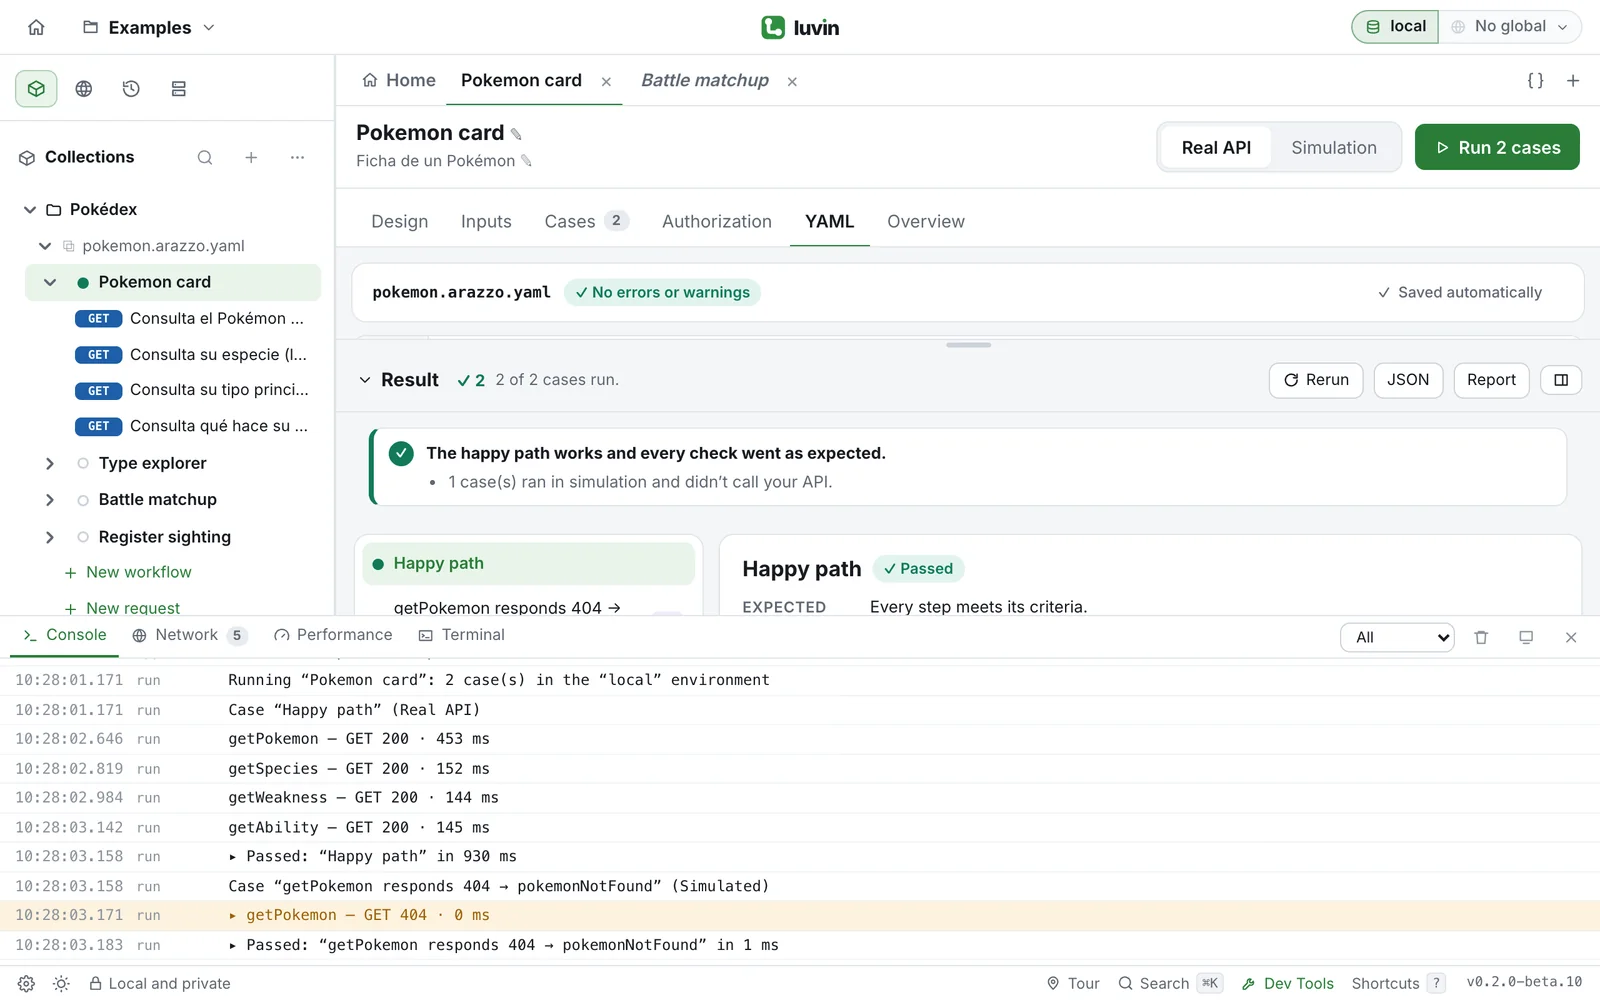 Examples
luvin
local
No global
Home
Pokemon card
Battle matchup
{ }
Collections
Pokédex
pokemon.arazzo.yaml
Pokemon card
GET Consulta el Pokémon ...
GET Consulta su especie (l...
GET Consulta su tipo princi...
GET Consulta qué hace su ...
Type explorer
Battle matchup
Register sighting
+ New workflow
+ New request
Pokemon card
Ficha de un Pokémon
Real API
Simulation
Run 2 cases
Design
Inputs
Cases 2
Authorization
YAML
Overview
pokemon.arazzo.yaml
No errors or warnings
Saved automatically
Result
2
2 of 2 cases run.
Rerun
JSON
Report
The happy path works and every check went as expected.
• 1 case(s) ran in simulation and didn’t call your API.
Happy path
getPokemon responds 404 →
Happy path
Passed
EXPECTED Every step meets its criteria.
Console
Network 5
Performance
Terminal
All
10:28:01.171 run Running “Pokemon card”: 2 case(s) in the “local” environment
10:28:01.171 run Case “Happy path” (Real API)
10:28:02.646 run getPokemon — GET 200 · 453 ms
10:28:02.819 run getSpecies — GET 200 · 152 ms
10:28:02.984 run getWeakness — GET 200 · 144 ms
10:28:03.142 run getAbility — GET 200 · 145 ms
10:28:03.158 run ▸ Passed: “Happy path” in 930 ms
10:28:03.158 run Case “getPokemon responds 404 → pokemonNotFound” (Simulated)
10:28:03.171 run ▸ getPokemon — GET 404 · 0 ms
10:28:03.183 run ▸ Passed: “getPokemon responds 404 → pokemonNotFound” in 1 ms
Local and private
Tour
Search ⌘K
Dev Tools
Shortcuts ?
v0.2.0-beta.10